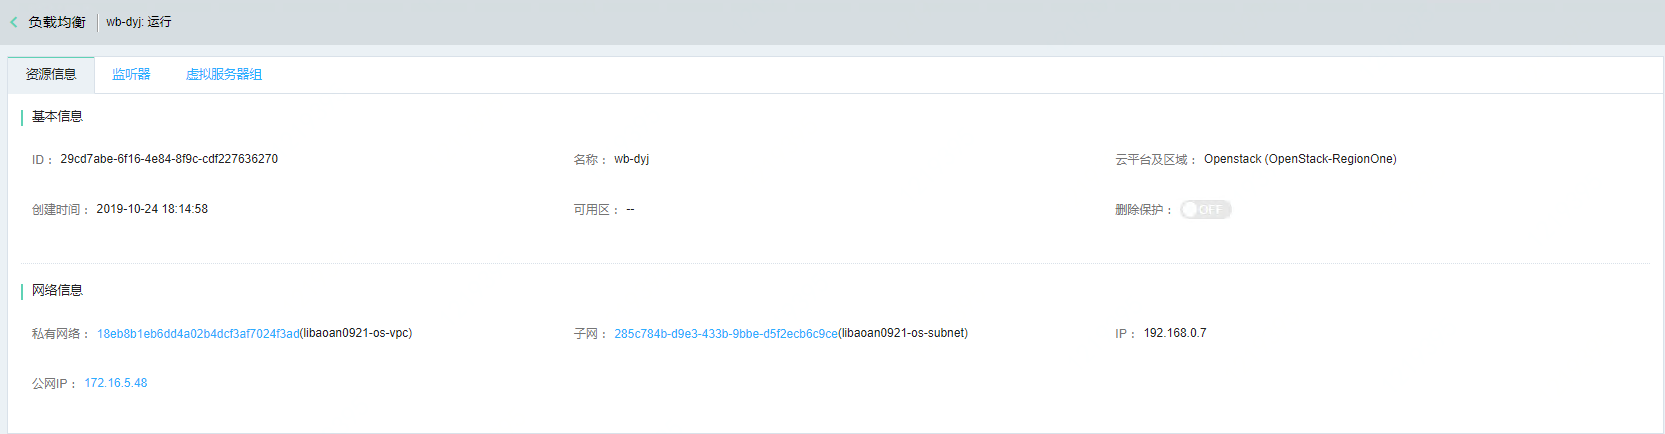 负载均衡 wb-dyj: 运行
资源信息 监听器 虚拟服务器组
基本信息
ID： 29cd7abe-6f16-4e84-8f9c-cdf227636270 名称： wb-dyj 云平台及区域： Openstack (OpenStack-RegionOne)
创建时间： 2019-10-24 18:14:58 可用区： -- 删除保护： OFF
网络信息
私有网络： 18eb8b1eb6dd4a02b4dcf3af7024f3ad(libaoan0921-os-vpc) 子网： 285c784b-d9e3-433b-9bbe-d5f2ecb6c9ce(libaoan0921-os-subnet) IP： 192.168.0.7
公网IP： 172.16.5.48